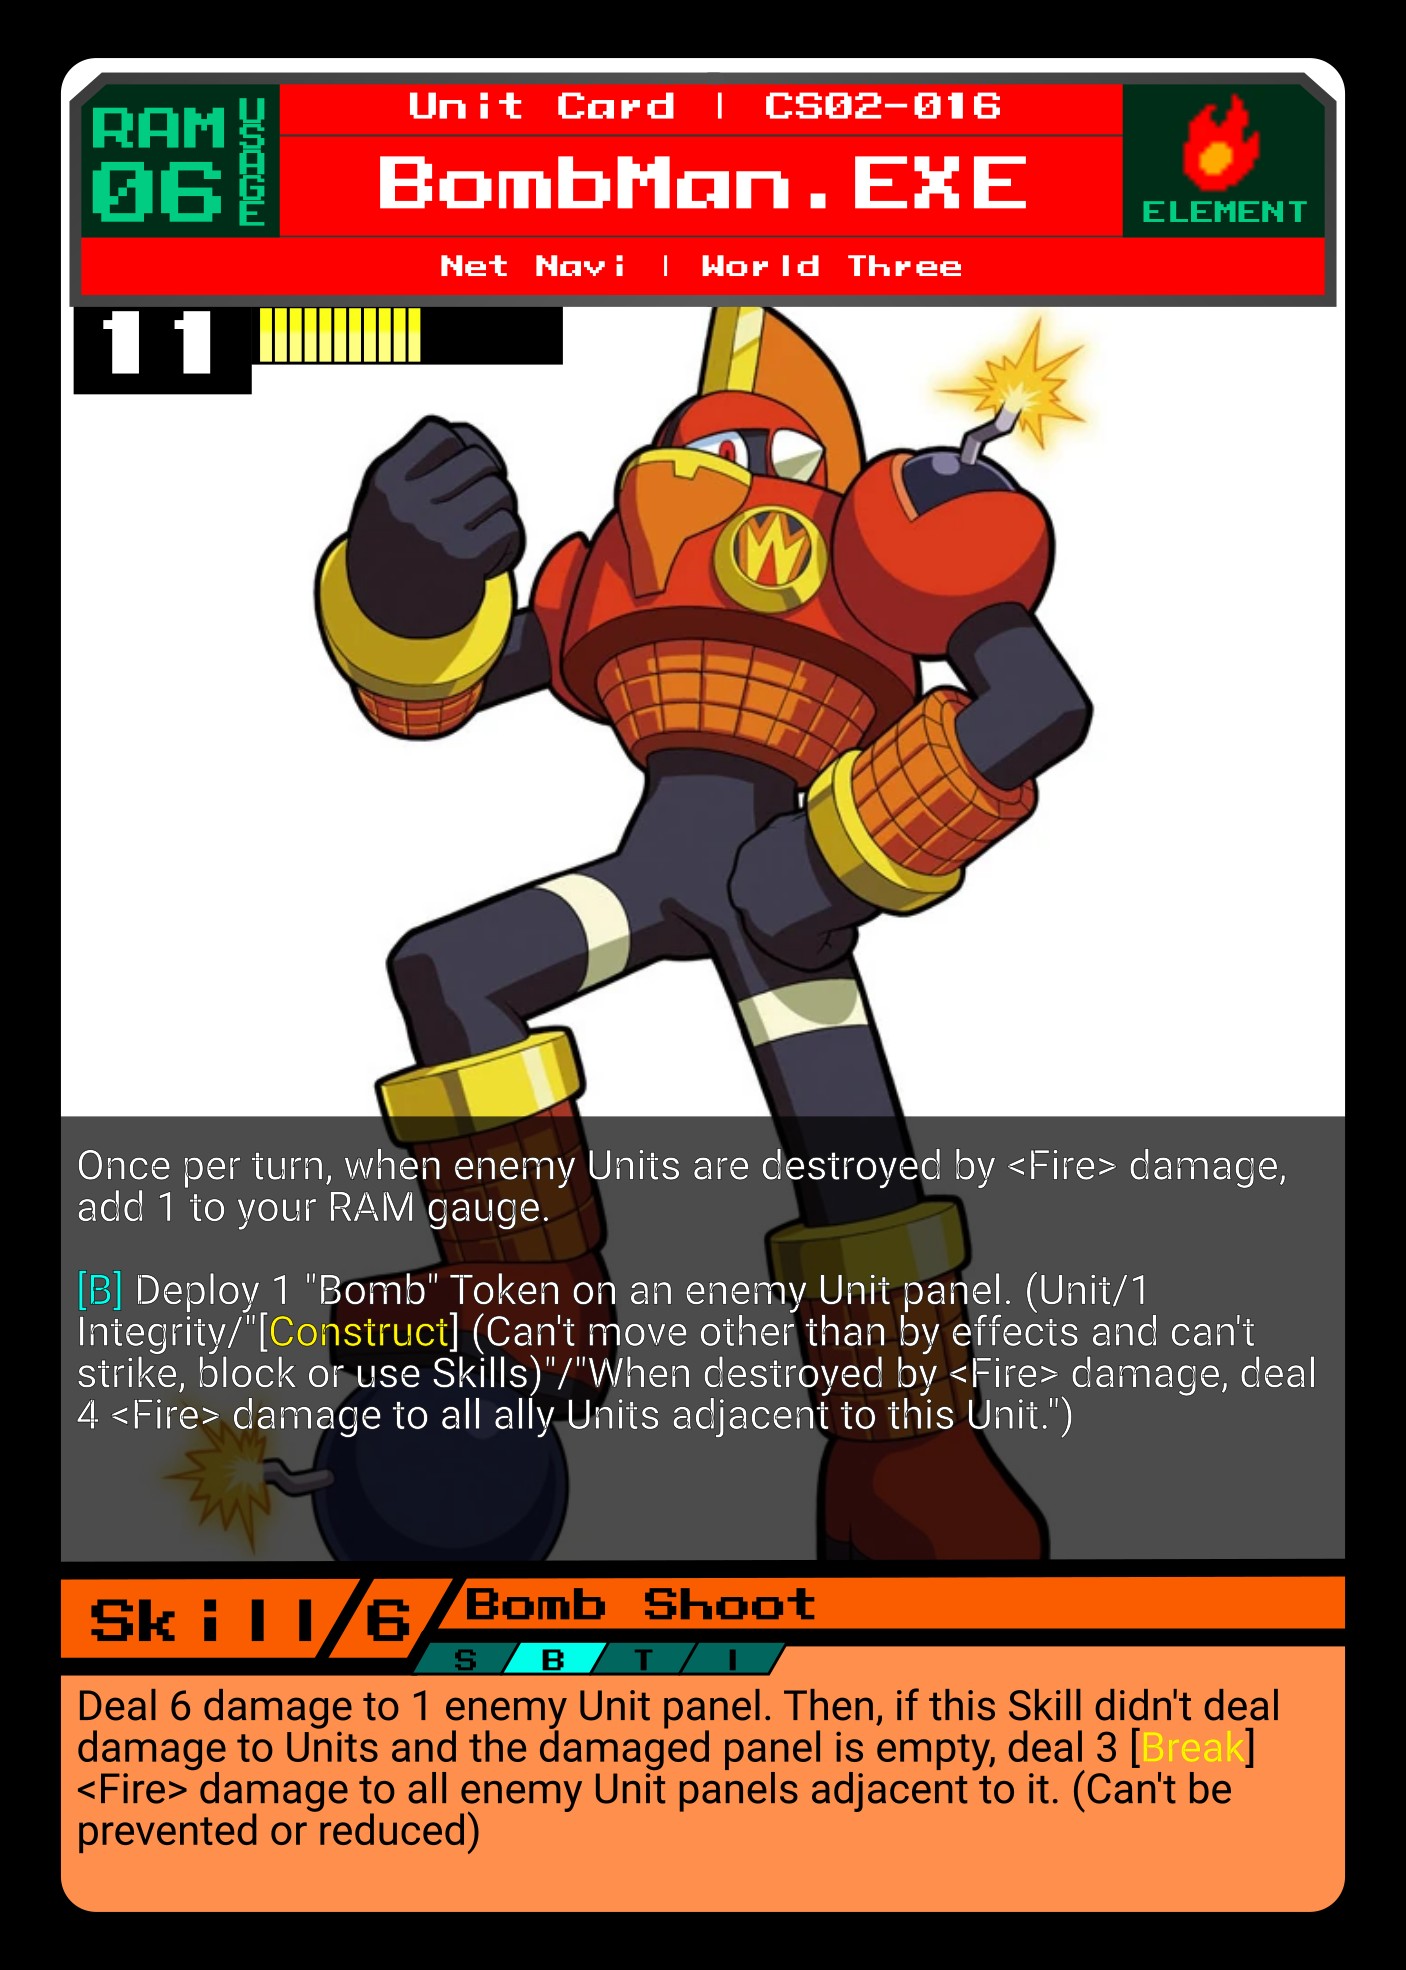 RAM
06
USAGE
Unit Card | CS02-016
BombMan.EXE
ELEMENT
Net Navi | World Three
11
W
Once per turn, when enemy Units are destroyed by <Fire> damage,
add 1 to your RAM gauge.
[B] Deploy 1 "Bomb" Token on an enemy Unit panel. (Unit/1
Integrity/"[Construct] (Can't move other than by effects and can't
strike, block or use Skills)"/"When destroyed by <Fire> damage, deal
4 <Fire> damage to all ally Units adjacent to this Unit.")
Skill/6/Bomb Shoot
S B T I
Deal 6 damage to 1 enemy Unit panel. Then, if this Skill didn't deal
damage to Units and the damaged panel is empty, deal 3 [Break]
<Fire> damage to all enemy Unit panels adjacent to it. (Can't be
prevented or reduced)